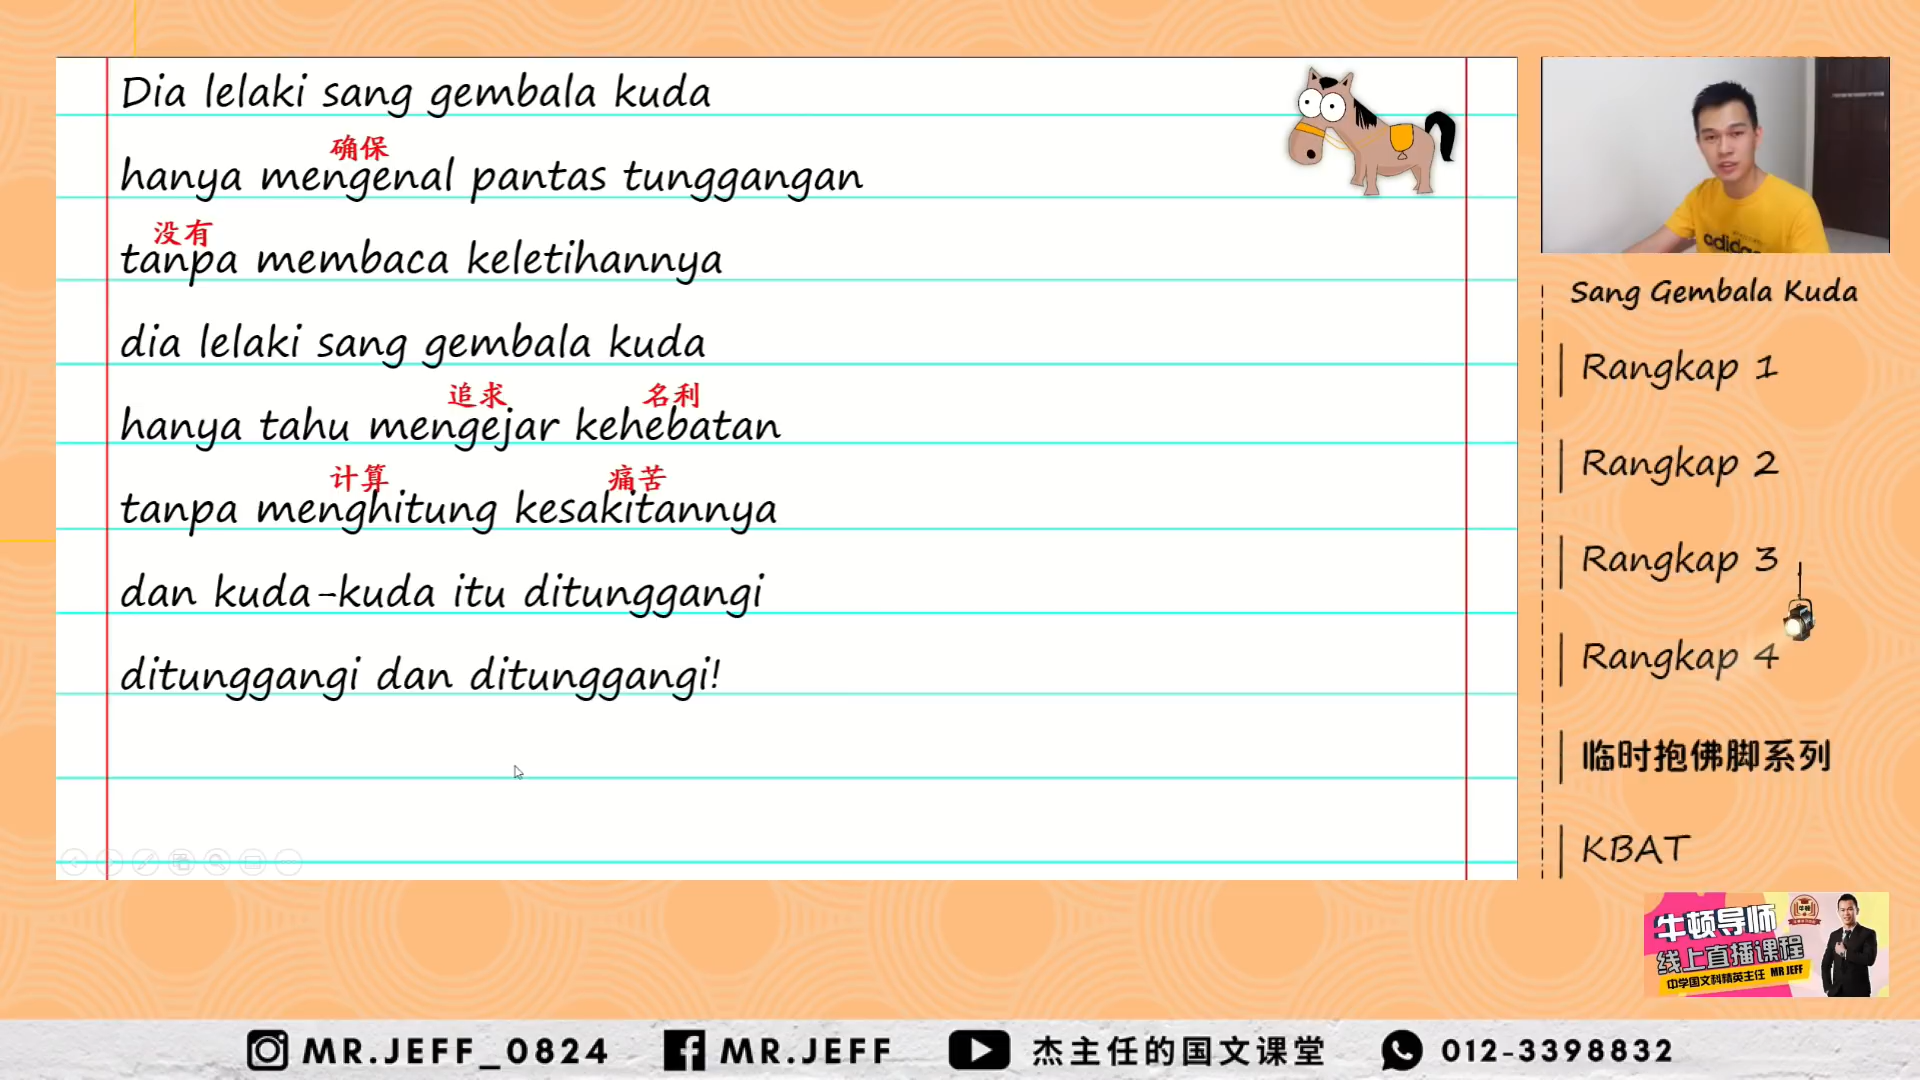 Dia lelaki sang gembala kuda
确保
hanya mengenal pantas tunggangan
没有
tanpa membaca keletihannya
dia lelaki sang gembala kuda
追求 名利
hanya tahu mengejar kehebatan
计算 痛苦
tanpa menghitung kesakitannya
dan kuda-kuda itu ditunggangi
ditunggangi dan ditunggangi!
adidas
Sang Gembala Kuda
Rangkap 1
Rangkap 2
Rangkap 3
Rangkap 4
临时抱佛脚系列
KBAT
牛顿导师
线上直播课程
中学国文科精英主任 MR JEFF
MR.JEFF_0824
MR.JEFF
杰主任的国文课堂
012-3398832